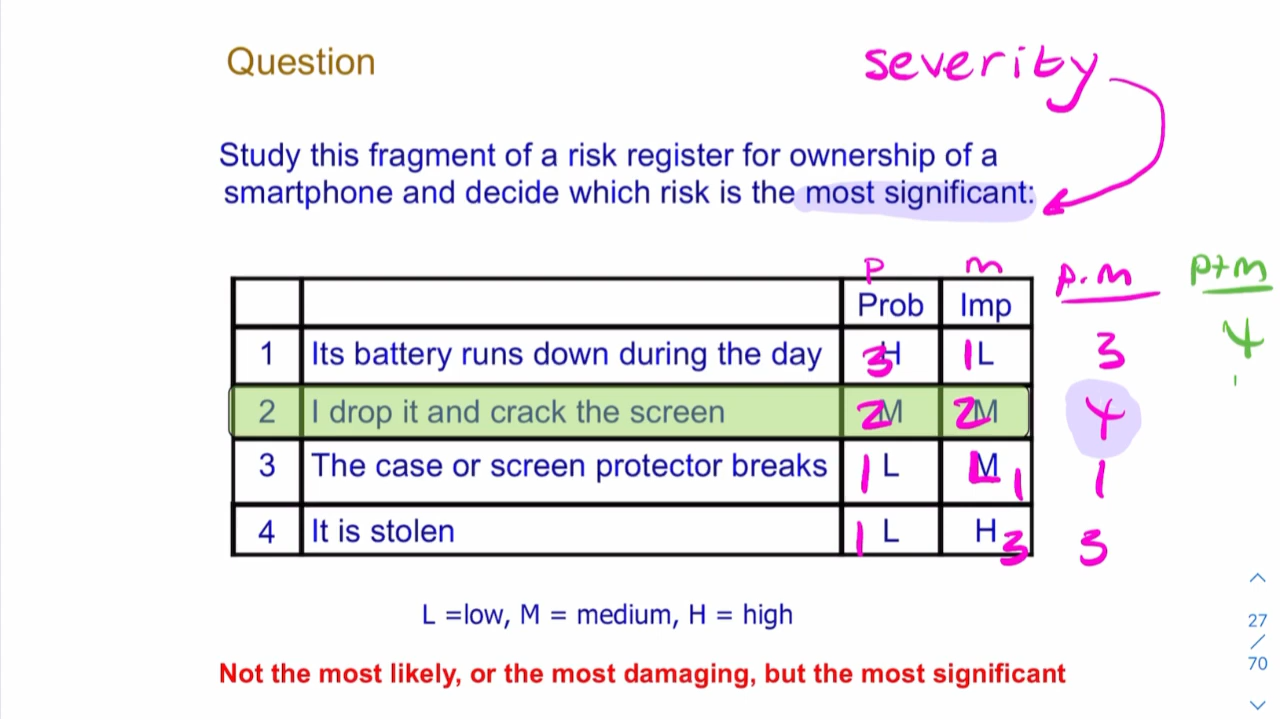 Question
severity
Study this fragment of a risk register for ownership of a
smartphone and decide which risk is the most significant:
p m p.m p+m
Prob Imp
1 Its battery runs down during the day 3 H 1 L 3 4
2 I drop it and crack the screen 2 M 2 M 4
3 The case or screen protector breaks 1 L M L 1 1
4 It is stolen 1 L H 3 3
L =low, M = medium, H = high
Not the most likely, or the most damaging, but the most significant
27
/
70